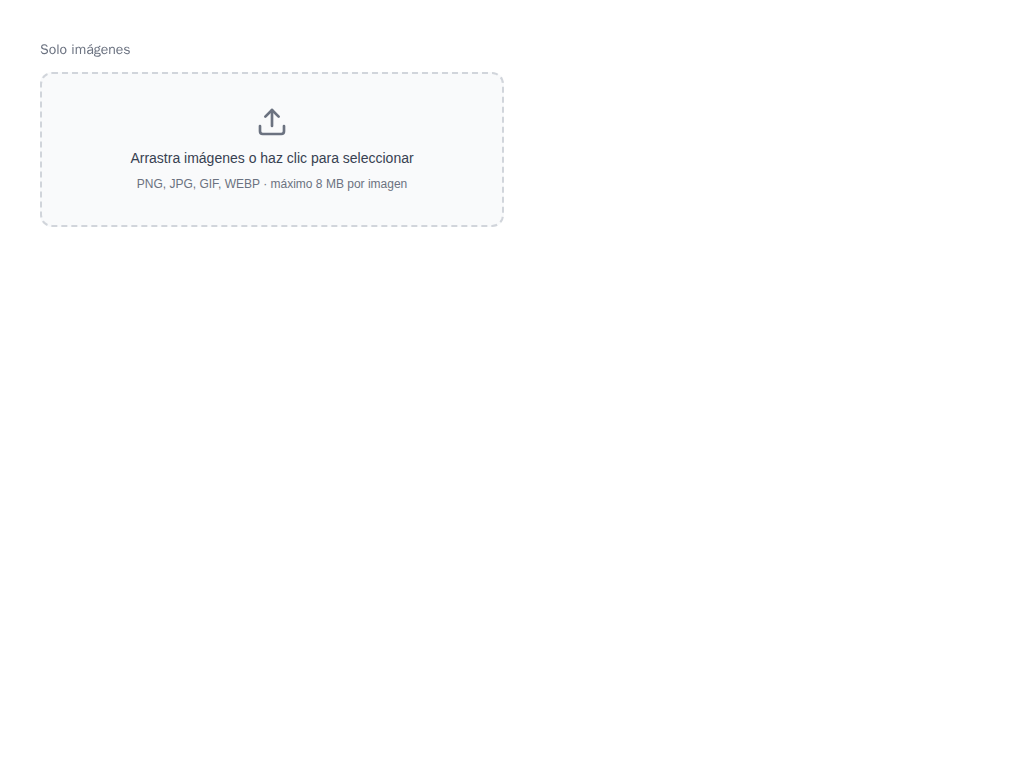 Solo imágenes
Arrastra imágenes o haz clic para seleccionar
PNG, JPG, GIF, WEBP · máximo 8 MB por imagen